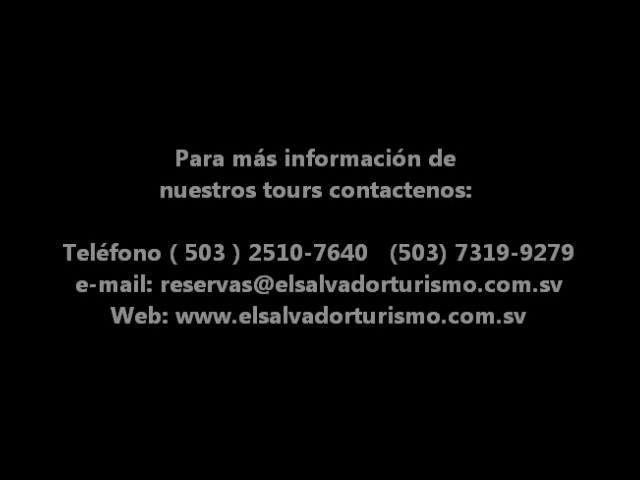 Para más información de
nuestros tours contactenos:
Teléfono ( 503 ) 2510-7640 (503) 7319-9279
e-mail: reservas@elsalvadorturismo.com.sv
Web: www.elsalvadorturismo.com.sv